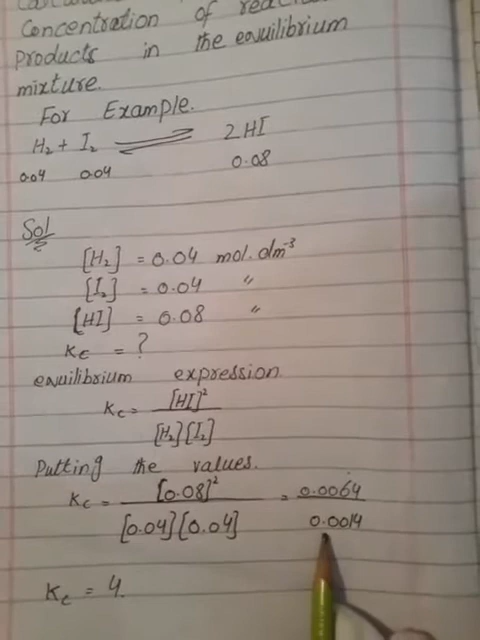 Concentration of
products in the equilibrium
mixture.
For Example.
H₂ + I₂ ⇌ 2HI
0.04 0.04 0.08
Sol
[H₂] = 0.04 mol.dm⁻³
[I₂] = 0.04 "
[HI] = 0.08 "
Kc = ?
equilibrium expression.
Kc = [HI]² / [H₂][I₂]
Putting the values.
Kc = [0.08]² / [0.04][0.04] = 0.0064 / 0.0014
Kc = 4